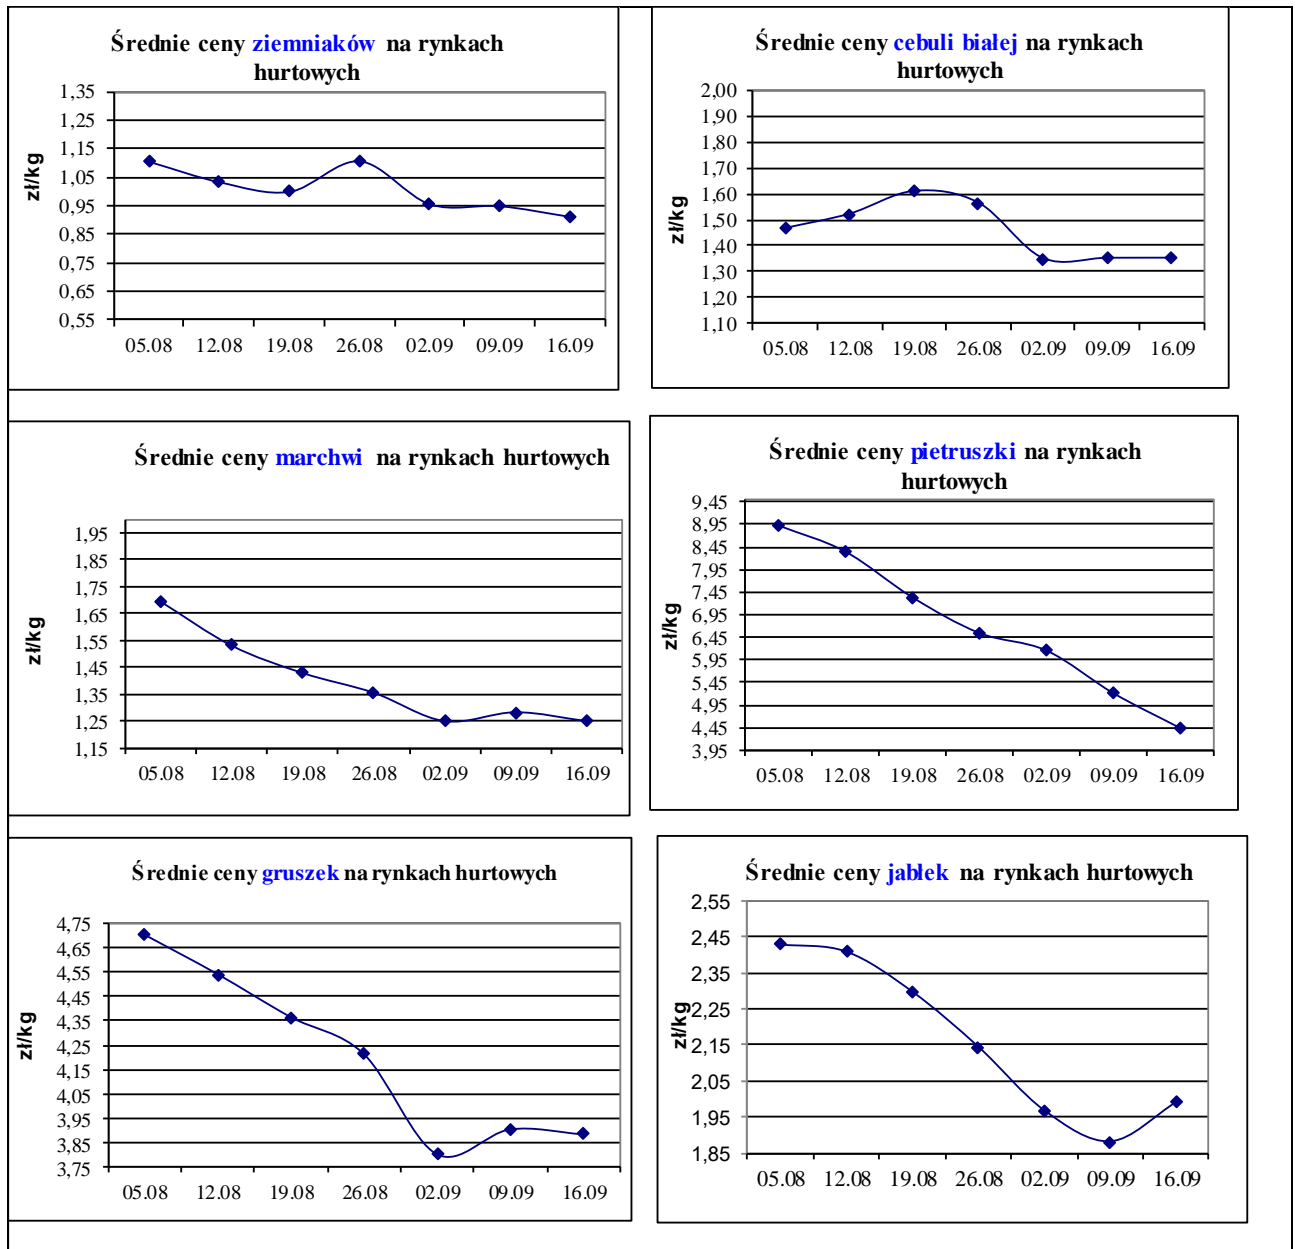 Średnie ceny ziemniaków na rynkach
hurtowych
zł/kg
1,35
1,25
1,15
1,05
0,95
0,85
0,75
0,65
0,55
05.08 12.08 19.08 26.08 02.09 09.09 16.09
Średnie ceny cebuli białej na rynkach
hurtowych
zł/kg
2,00
1,90
1,80
1,70
1,60
1,50
1,40
1,30
1,20
1,10
05.08 12.08 19.08 26.08 02.09 09.09 16.09
Średnie ceny marchwi na rynkach hurtowych
zł/kg
1,95
1,85
1,75
1,65
1,55
1,45
1,35
1,25
1,15
05.08 12.08 19.08 26.08 02.09 09.09 16.09
Średnie ceny pietruszki na rynkach
hurtowych
zł/kg
9,45
8,95
8,45
7,95
7,45
6,95
6,45
5,95
5,45
4,95
4,45
3,95
05.08 12.08 19.08 26.08 02.09 09.09 16.09
Średnie ceny gruszek na rynkach hurtowych
zł/kg
4,75
4,65
4,55
4,45
4,35
4,25
4,15
4,05
3,95
3,85
3,75
05.08 12.08 19.08 26.08 02.09 09.09 16.09
Średnie ceny jabłek na rynkach hurtowych
zł/kg
2,55
2,45
2,35
2,25
2,15
2,05
1,95
1,85
05.08 12.08 19.08 26.08 02.09 09.09 16.09